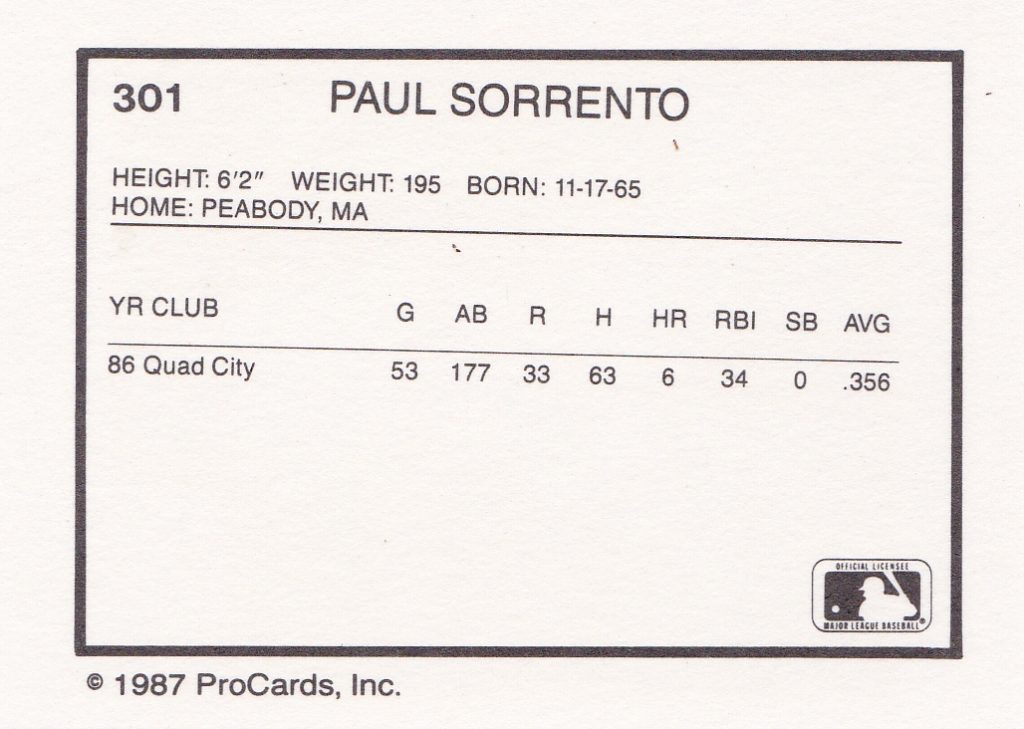 301 PAUL SORRENTO
HEIGHT: 6'2" WEIGHT: 195 BORN: 11-17-65
HOME: PEABODY, MA
YR CLUB G AB R H HR RBI SB AVG
86 Quad City 53 177 33 63 6 34 0 .356
OFFICIAL LICENSEE
MAJOR LEAGUE BASEBALL®
© 1987 ProCards, Inc.